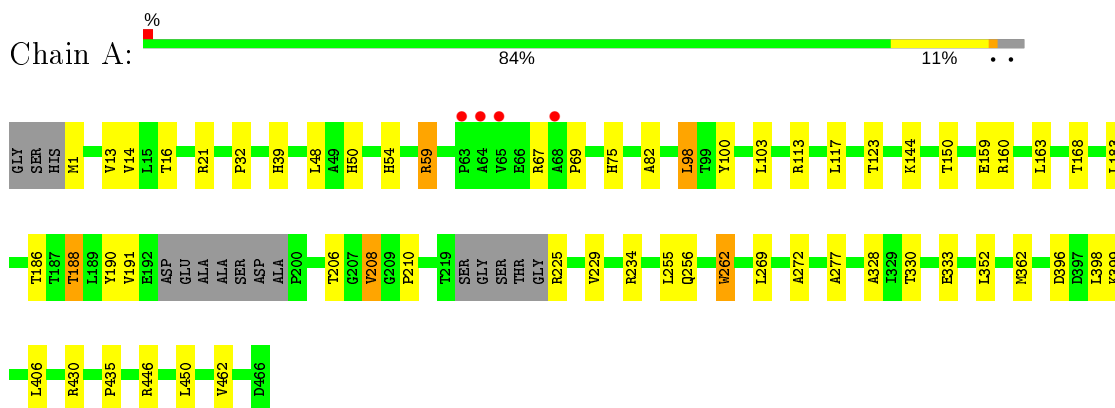 %
Chain A:
84% 11% • •
GLY SER HIS M1 V13 V14 L15 T16 R21 P32 H39 L48 A49 H50 H54 R59 P63 A64 V65 E66 R67 A68 P69 H75 A82 L98 T99 Y100 L103 R113 L117 T123 K144 T150 E159 R160 L163 T168 L183
T186 T187 T188 L189 Y190 V191 E192 ASP GLU ALA ALA SER ASP ALA P200 T206 G207 V208 G209 P210 T219 SER GLY SER THR GLY R225 V229 R234 L255 Q256 W262 L269 A272 A277 A328 I329 T330 E333 L352 M362 D396 D397 L398
L406 R430 P435 R446 L450 V462 D466